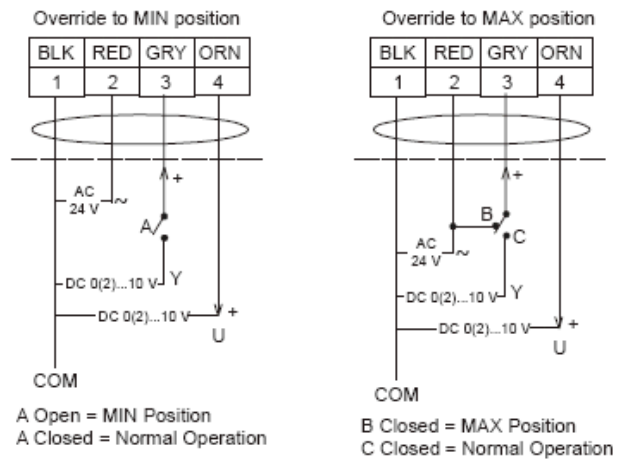 Override to MIN position
BLK RED GRY ORN
1 2 3 4
+
AC
24 V ~
A
DC 0(2)...10 V Y
DC 0(2)...10 V +
U
COM
A Open = MIN Position
A Closed = Normal Operation
Override to MAX position
BLK RED GRY ORN
1 2 3 4
+
B
C
AC
24 V ~
DC 0(2)...10 V Y
DC 0(2)...10 V +
U
COM
B Closed = MAX Position
C Closed = Normal Operation